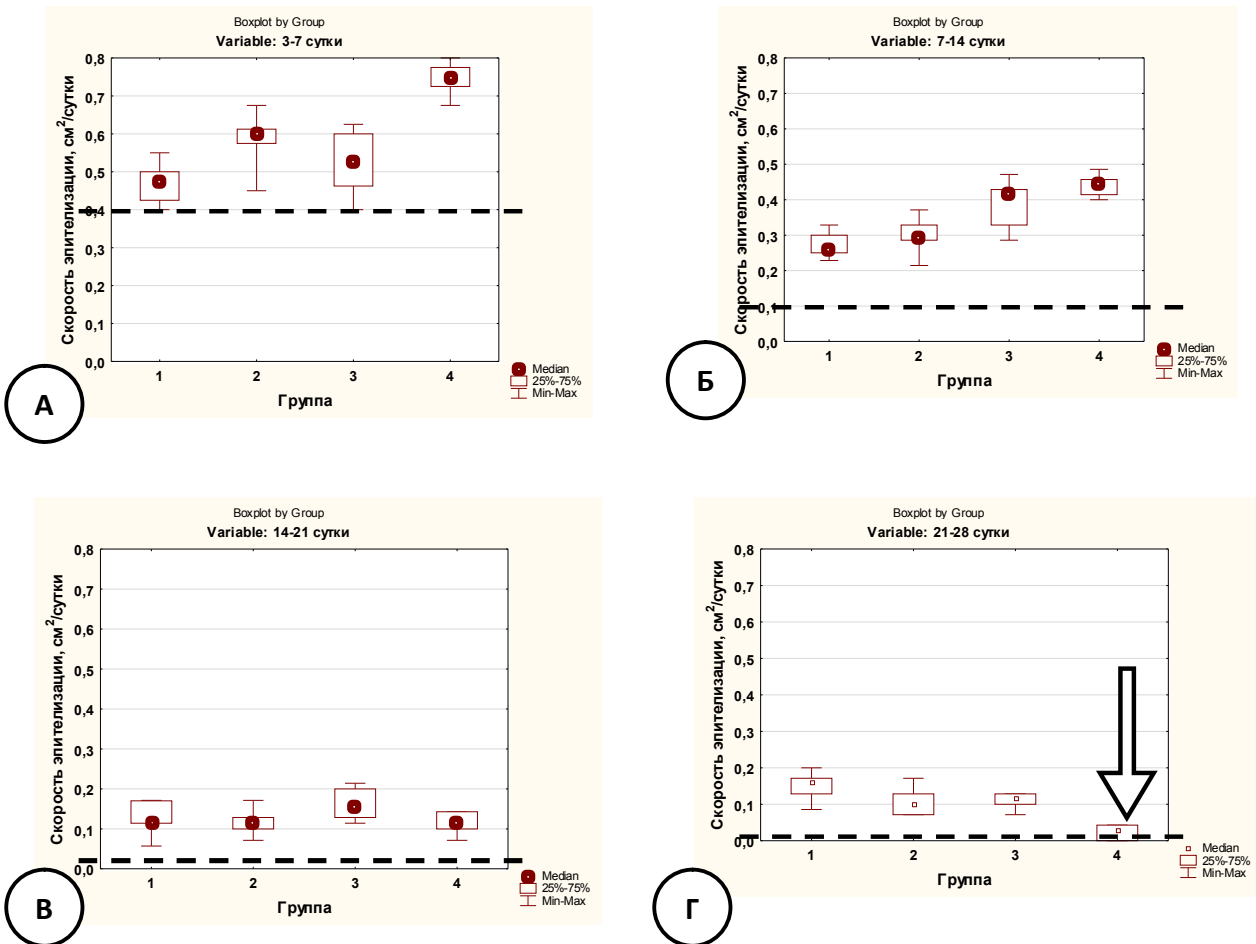 Boxplot by Group
Variable: 3-7 сутки
Скорость эпителизации, см²/сутки
0,8
0,7
0,6
0,5
0,4
0,3
0,2
0,1
0,0
1 2 3 4
Группа
Median
25%-75%
Min-Max
А
Boxplot by Group
Variable: 7-14 сутки
Скорость эпителизации, см²/сутки
0,8
0,7
0,6
0,5
0,4
0,3
0,2
0,1
0,0
1 2 3 4
Группа
Median
25%-75%
Min-Max
Б
Boxplot by Group
Variable: 14-21 сутки
Скорость эпителизации, см²/сутки
0,8
0,7
0,6
0,5
0,4
0,3
0,2
0,1
0,0
1 2 3 4
Группа
Median
25%-75%
Min-Max
В
Boxplot by Group
Variable: 21-28 сутки
Скорость эпителизации, см²/сутки
0,8
0,7
0,6
0,5
0,4
0,3
0,2
0,1
0,0
1 2 3 4
Группа
Median
25%-75%
Min-Max
Г